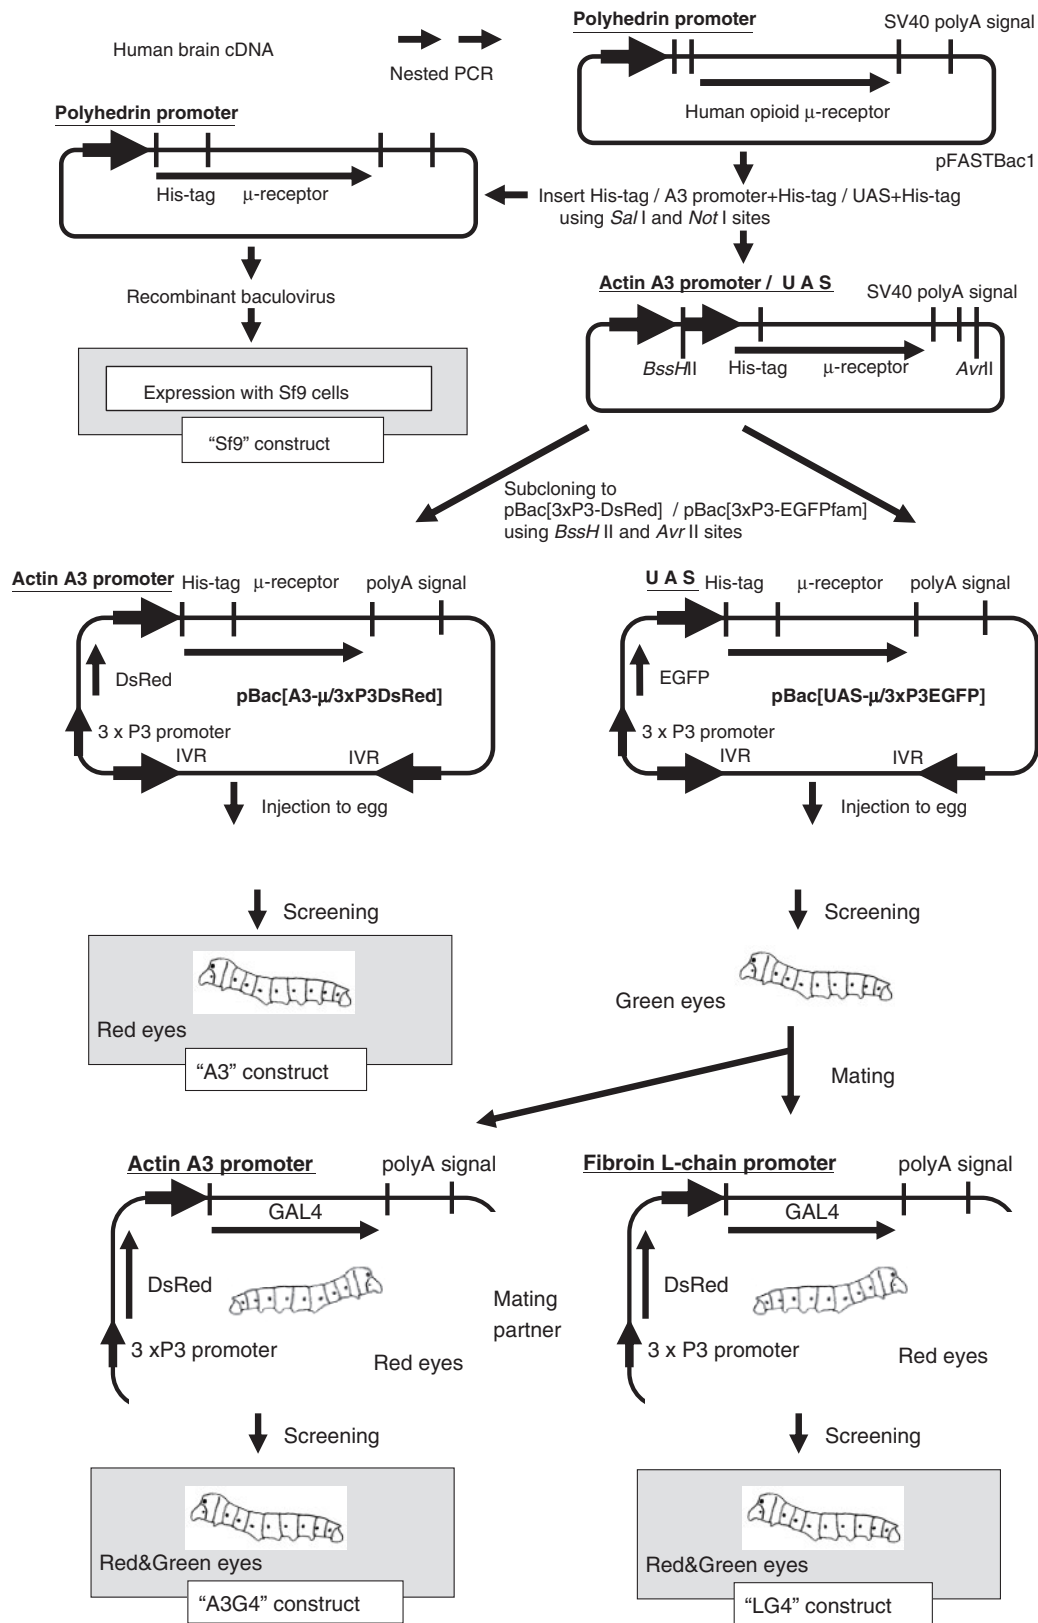 Human brain cDNA
Nested PCR
Polyhedrin promoter
SV40 polyA signal
Human opioid μ-receptor
pFASTBac1
Polyhedrin promoter
His-tag
μ-receptor
Insert His-tag / A3 promoter+His-tag / UAS+His-tag
using Sal I and Not I sites
Recombinant baculovirus
Expression with Sf9 cells
“Sf9” construct
Actin A3 promoter / U A S
SV40 polyA signal
BssHII
His-tag
μ-receptor
AvrII
Subcloning to
pBac[3xP3-DsRed] / pBac[3xP3-EGFPfam]
using BssH II and Avr II sites
Actin A3 promoter
His-tag
μ-receptor
polyA signal
DsRed
pBac[A3-μ/3xP3DsRed]
3 x P3 promoter
IVR
IVR
Injection to egg
Screening
Red eyes
“A3” construct
U A S
His-tag
μ-receptor
polyA signal
EGFP
pBac[UAS-μ/3xP3EGFP]
3 x P3 promoter
IVR
IVR
Injection to egg
Screening
Green eyes
Mating
Actin A3 promoter
polyA signal
GAL4
DsRed
3 xP3 promoter
Red eyes
Mating
partner
Fibroin L-chain promoter
polyA signal
GAL4
DsRed
3 x P3 promoter
Red eyes
Screening
Red&Green eyes
“A3G4” construct
Screening
Red&Green eyes
“LG4” construct